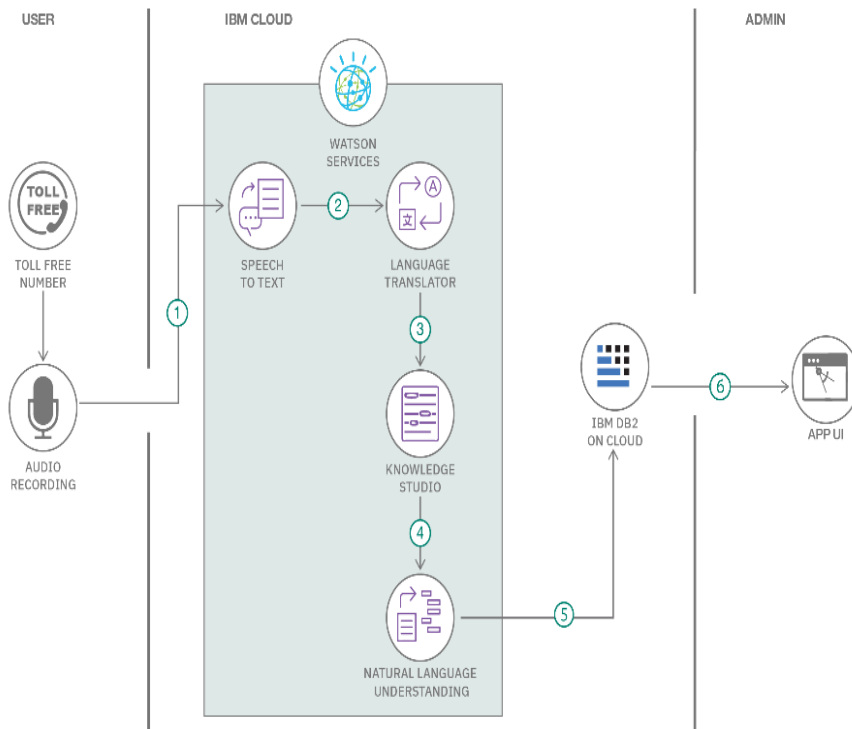 USER
IBM CLOUD
ADMIN
WATSON
SERVICES
TOLL
FREE
TOLL FREE
NUMBER
1
SPEECH
TO TEXT
2
A
文
LANGUAGE
TRANSLATOR
3
AUDIO
RECORDING
KNOWLEDGE
STUDIO
4
NATURAL LANGUAGE
UNDERSTANDING
5
IBM DB2
ON CLOUD
6
APP UI